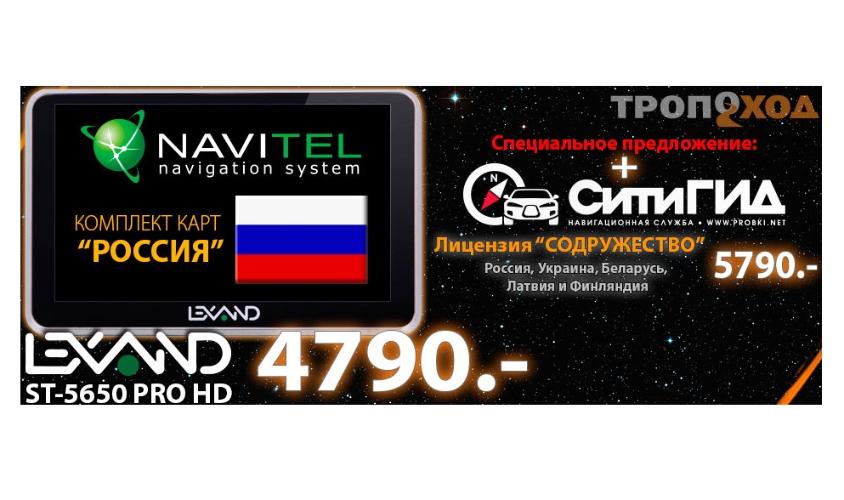 NAVITEL
navigation system
КОМПЛЕКТ КАРТ
“РОССИЯ”
LEXAND
LEXAND
ST-5650 PRO HD
4790.-
ТРОПОХОД
Специальное предложение:
+
N
СитиГИД
НАВИГАЦИОННАЯ СЛУЖБА • WWW.PROBKI.NET
Лицензия “СОДРУЖЕСТВО”
Россия, Украина, Беларусь,
Латвия и Финляндия
5790.-